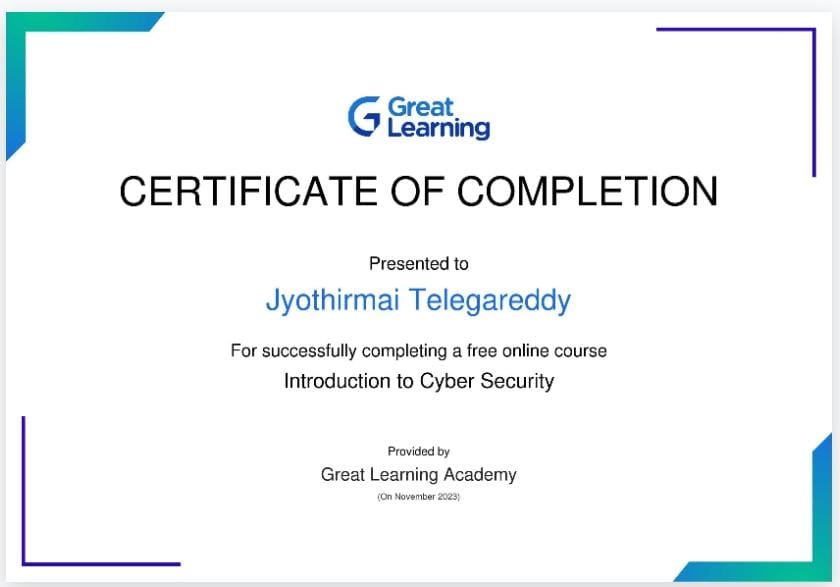 Great
Learning
CERTIFICATE OF COMPLETION
Presented to
Jyothirmai Telegareddy
For successfully completing a free online course
Introduction to Cyber Security
Provided by
Great Learning Academy
(On November 2023)